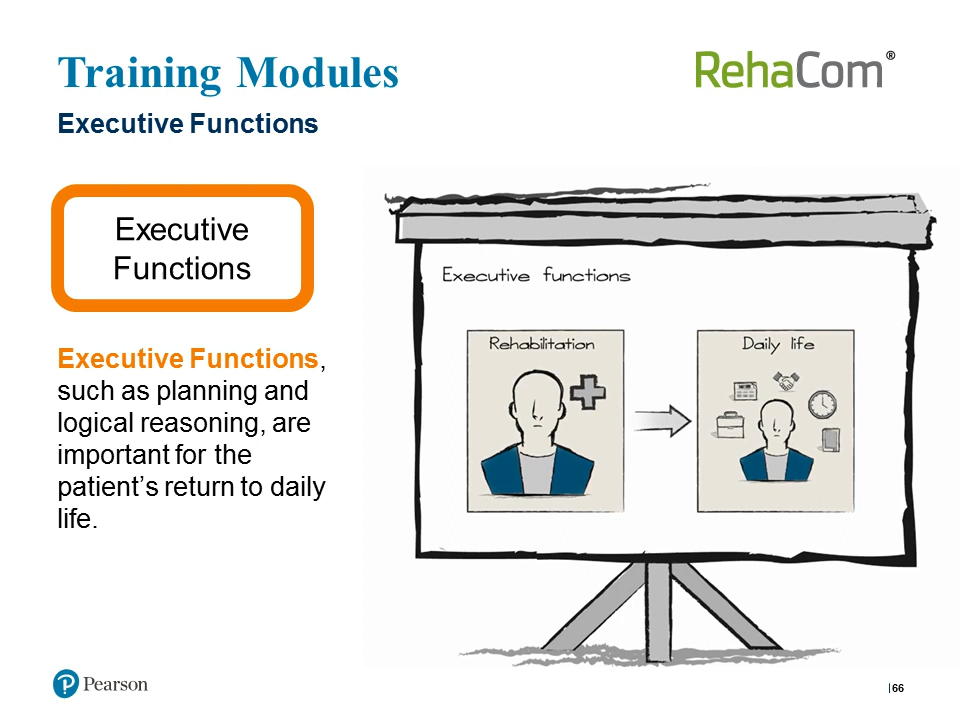 Training Modules
RehaCom®
Executive Functions
Executive
Functions
Executive Functions,
such as planning and
logical reasoning, are
important for the
patient’s return to daily
life.
Executive functions
Rehabilitation
Daily life
P Pearson
|66